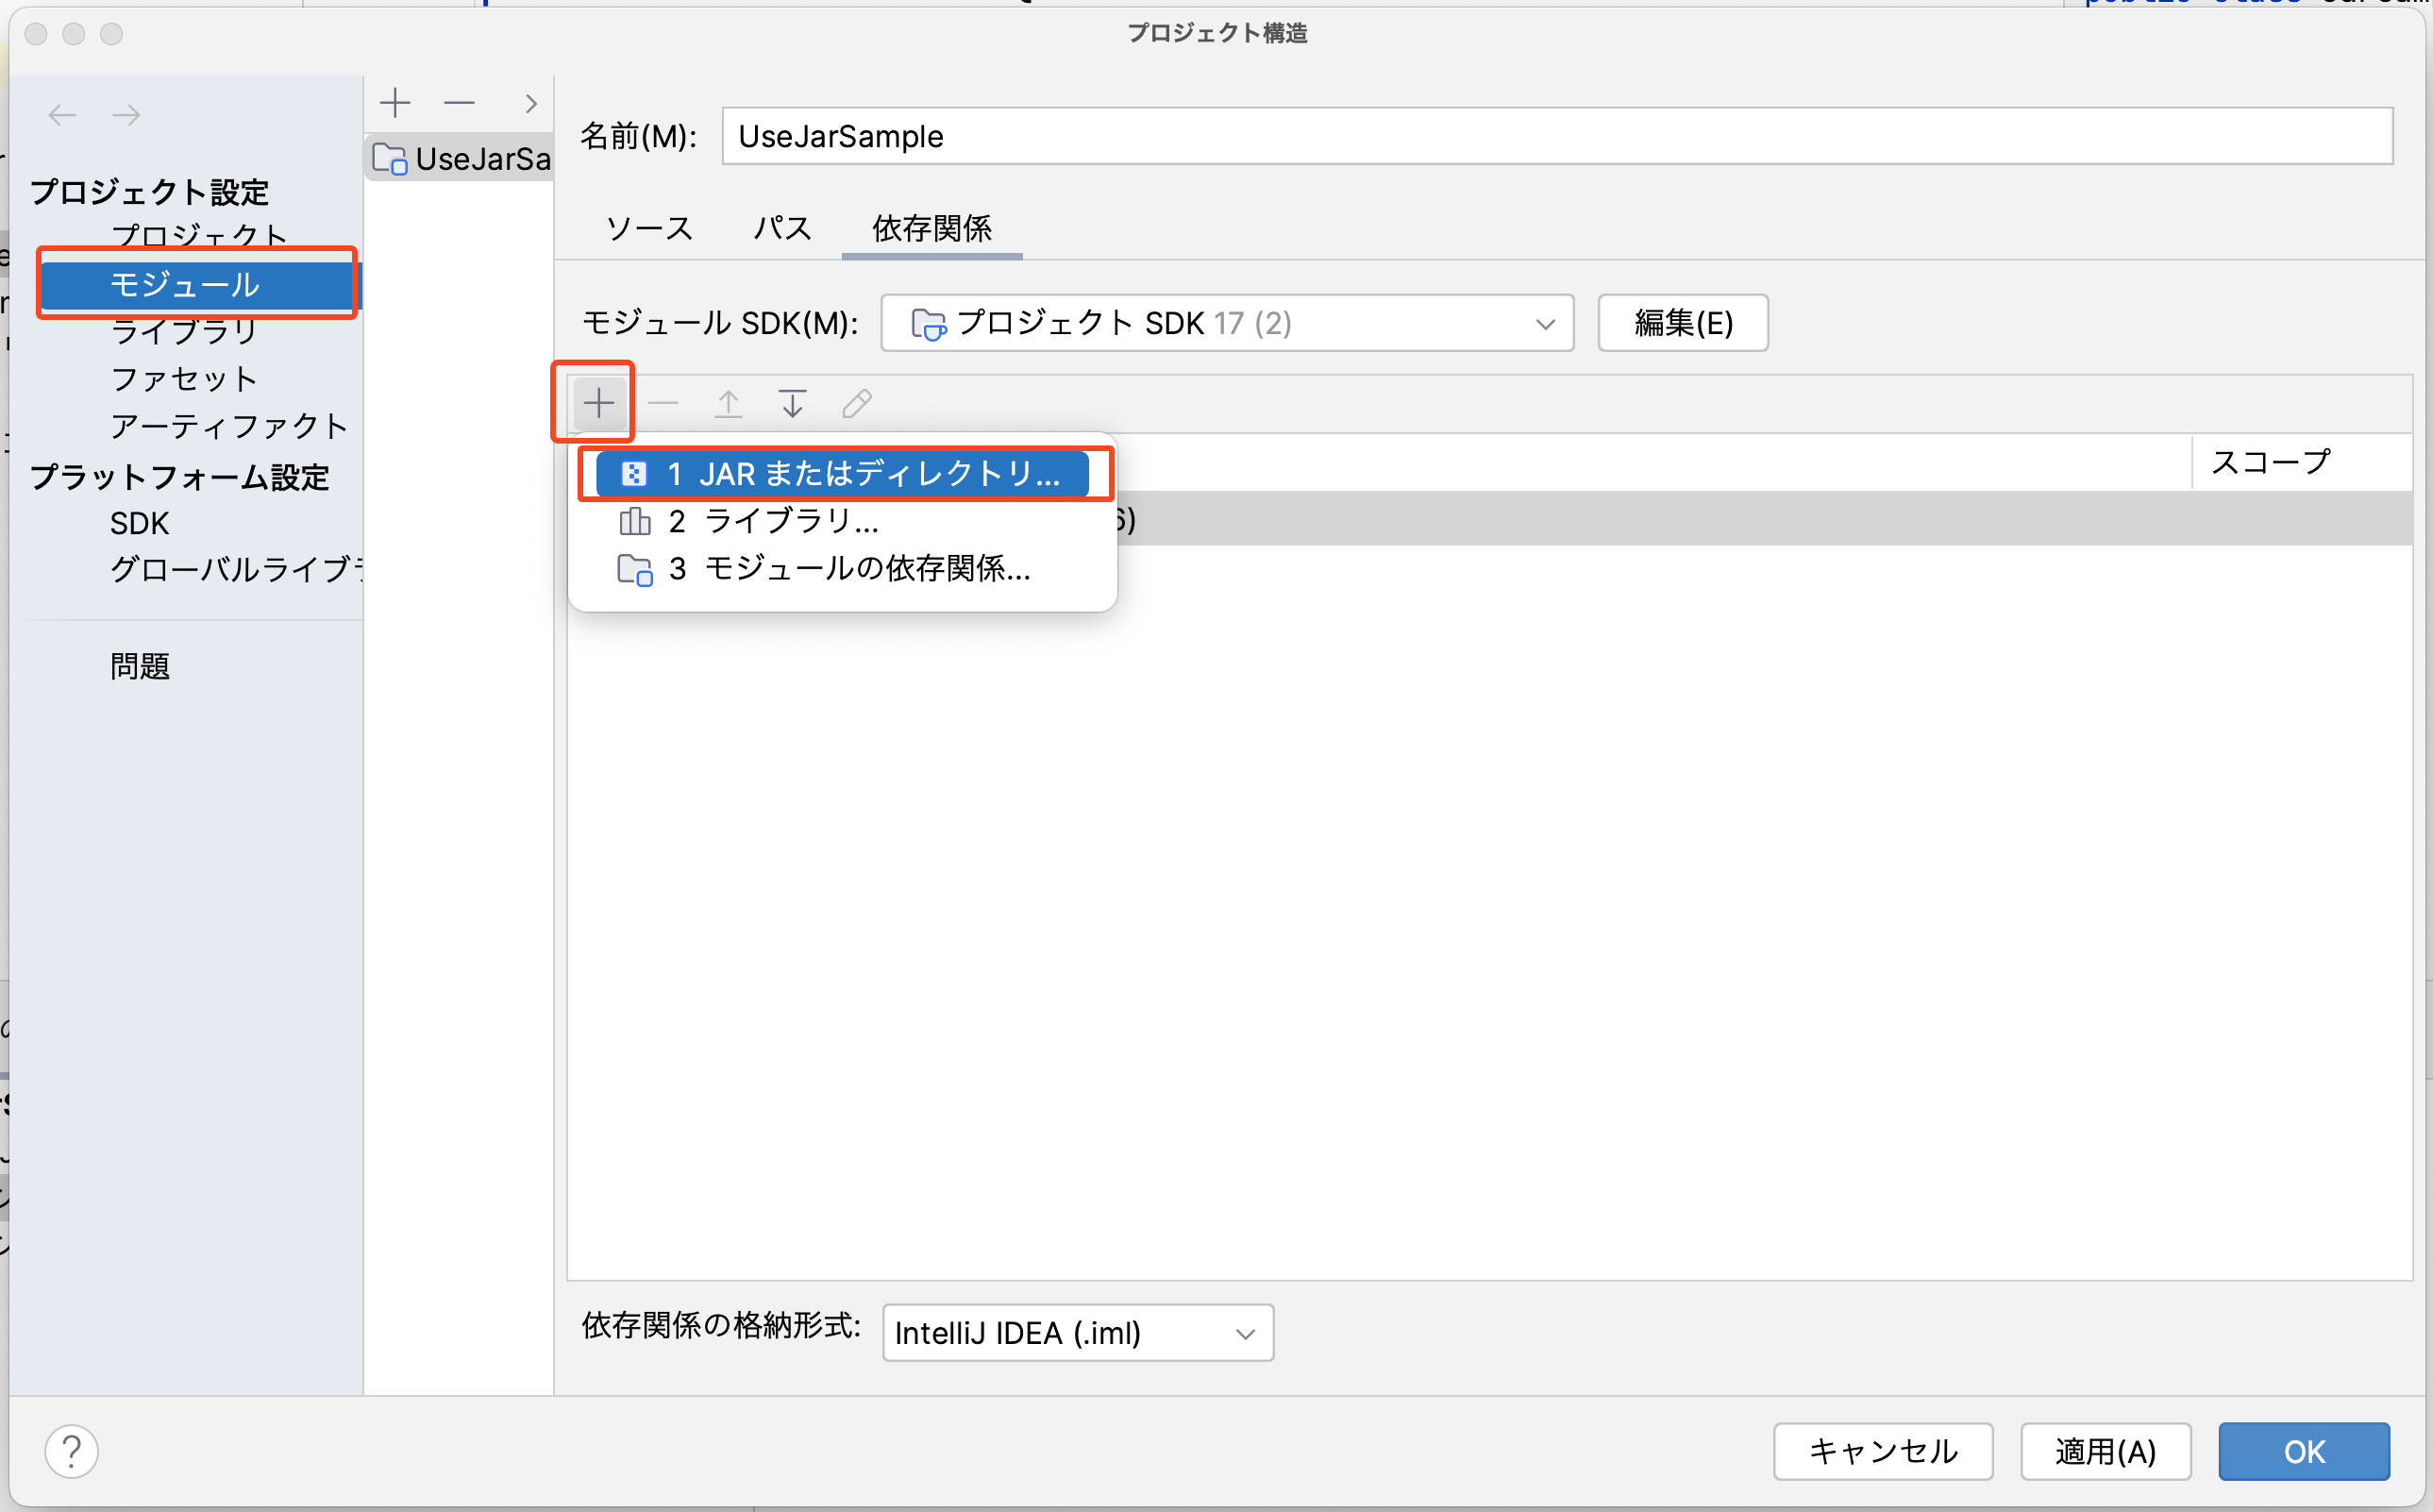 プロジェクト構造
プロジェクト設定
プロジェクト
モジュール
ライブラリ
ファセット
アーティファクト
プラットフォーム設定
SDK
グローバルライブ
問題
UseJarSa
名前(M): UseJarSample
ソース パス 依存関係
モジュール SDK(M): プロジェクト SDK 17 (2) 編集(E)
スコープ
1 JAR またはディレクトリ...
2 ライブラリ...
3 モジュールの依存関係...
依存関係の格納形式: IntelliJ IDEA (.iml)
? キャンセル 適用(A) OK